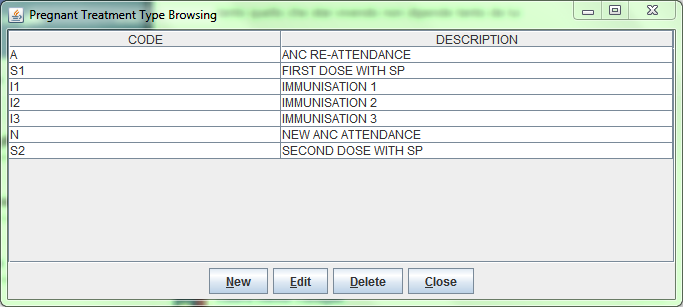 Pregnant Treatment Type Browsing
CODE DESCRIPTION
A ANC RE-ATTENDANCE
S1 FIRST DOSE WITH SP
I1 IMMUNISATION 1
I2 IMMUNISATION 2
I3 IMMUNISATION 3
N NEW ANC ATTENDANCE
S2 SECOND DOSE WITH SP
New Edit Delete Close